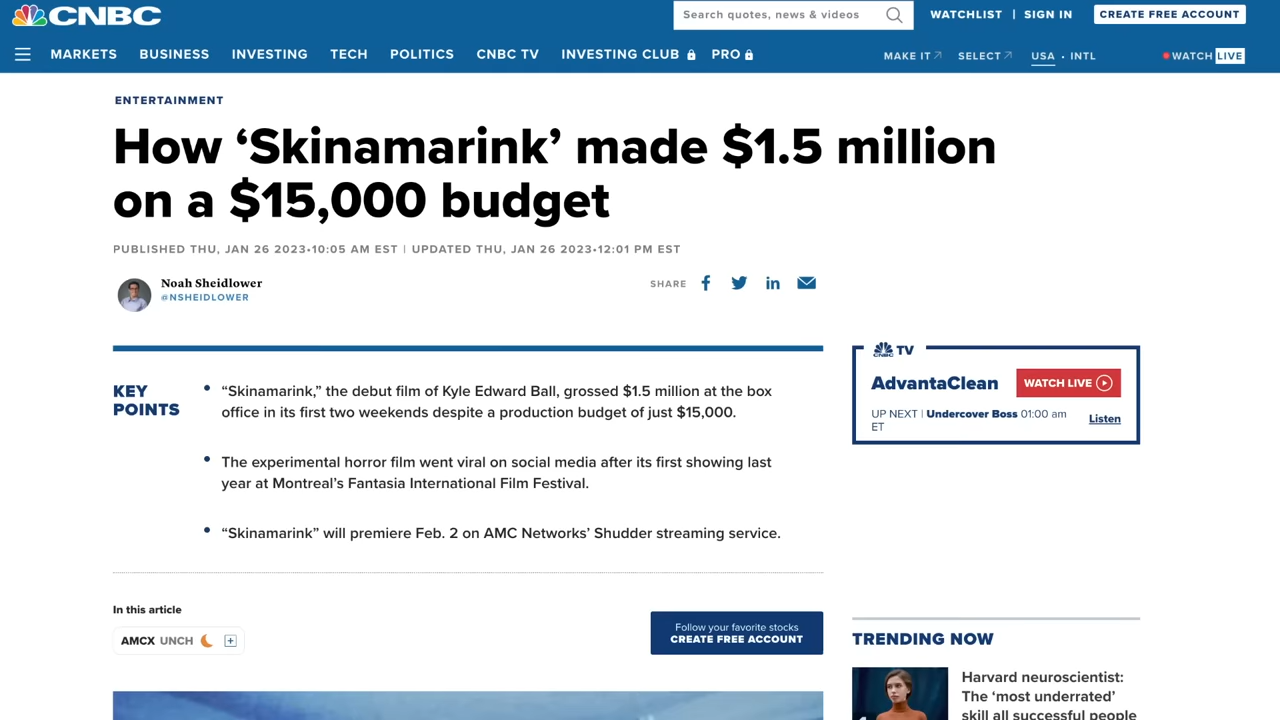 CNBC
Search quotes, news & videos
WATCHLIST | SIGN IN
CREATE FREE ACCOUNT
MARKETS BUSINESS INVESTING TECH POLITICS CNBC TV INVESTING CLUB PRO
MAKE IT SELECT USA • INTL WATCH LIVE
ENTERTAINMENT
How ‘Skinamarink’ made $1.5 million
on a $15,000 budget
PUBLISHED THU, JAN 26 2023•10:05 AM EST | UPDATED THU, JAN 26 2023•12:01 PM EST
Noah Sheidlower
@NSHEIDLOWER
SHARE
KEY
POINTS
• “Skinamarink,” the debut film of Kyle Edward Ball, grossed $1.5 million at the box
office in its first two weekends despite a production budget of just $15,000.
• The experimental horror film went viral on social media after its first showing last
year at Montreal’s Fantasia International Film Festival.
• “Skinamarink” will premiere Feb. 2 on AMC Networks’ Shudder streaming service.
CNBC TV
AdvantaClean
WATCH LIVE
UP NEXT | Undercover Boss 01:00 am
ET
Listen
In this article
AMCX UNCH
Follow your favorite stocks
CREATE FREE ACCOUNT
TRENDING NOW
Harvard neuroscientist:
The ‘most underrated’
skill all successful people